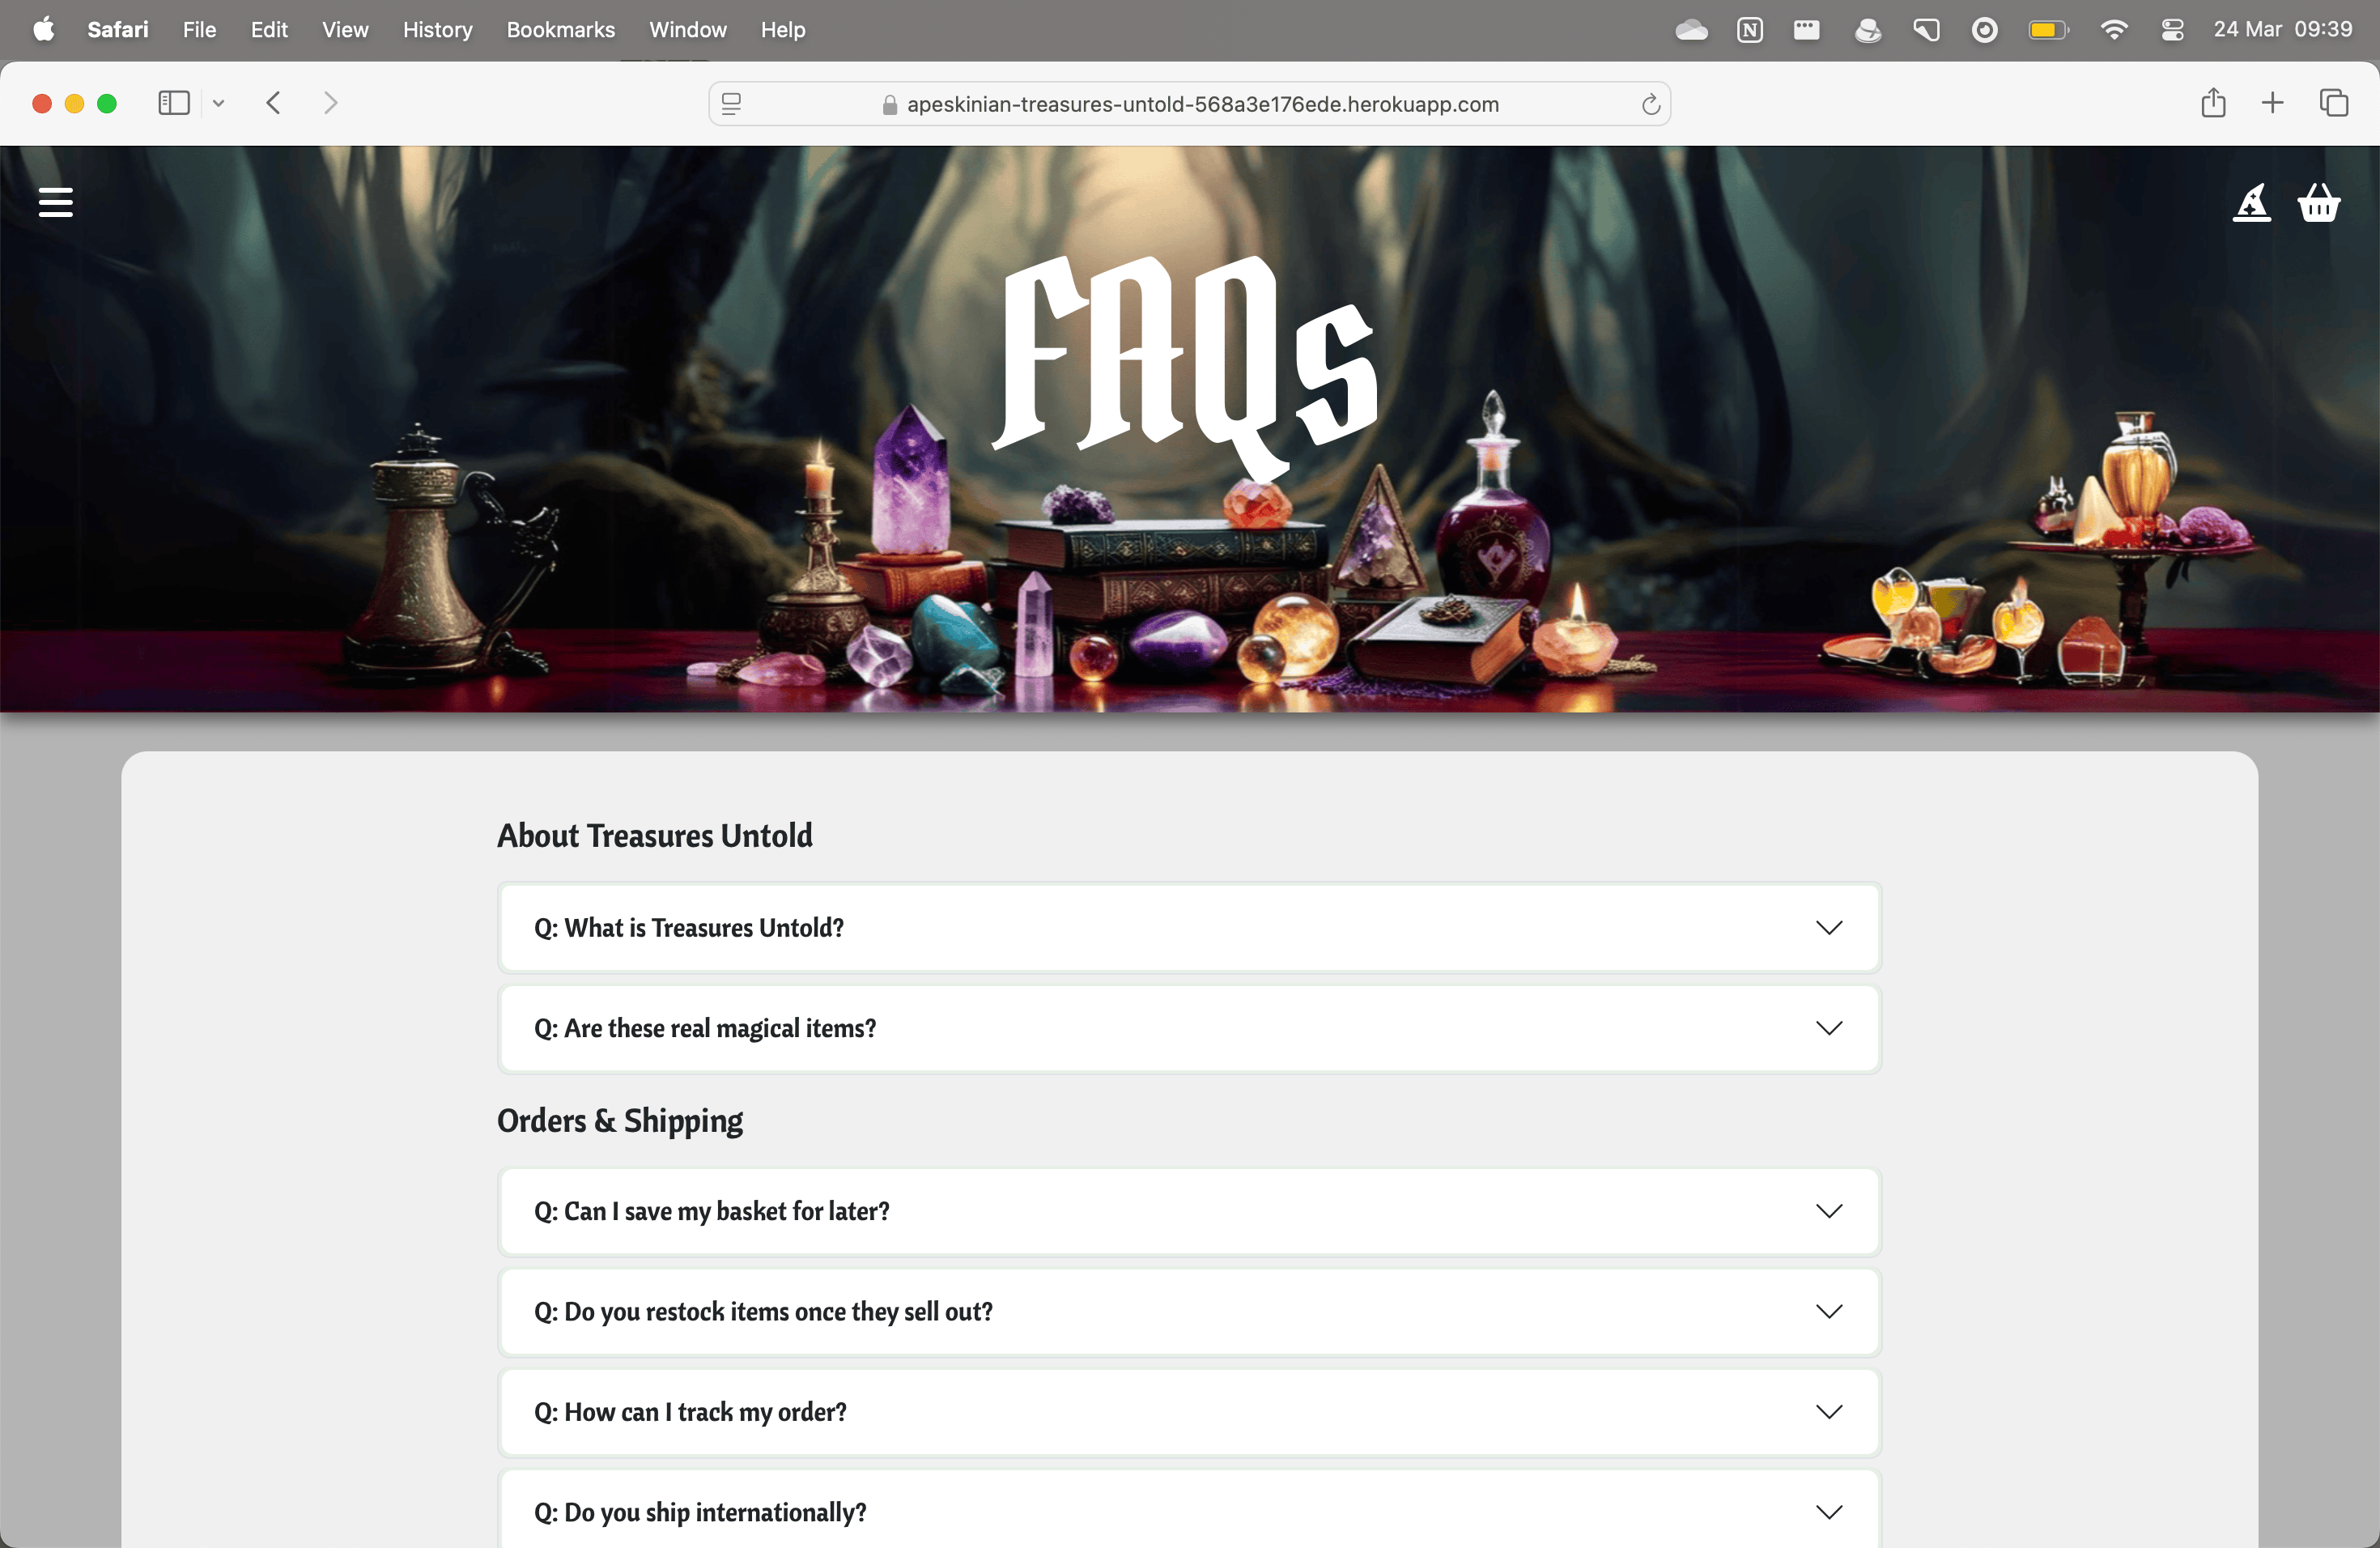 Safari File Edit View History Bookmarks Window Help 24 Mar 09:39
apeskinian-treasures-untold-568a3e176ede.herokuapp.com
FAQs
About Treasures Untold
Q: What is Treasures Untold?
Q: Are these real magical items?
Orders & Shipping
Q: Can I save my basket for later?
Q: Do you restock items once they sell out?
Q: How can I track my order?
Q: Do you ship internationally?